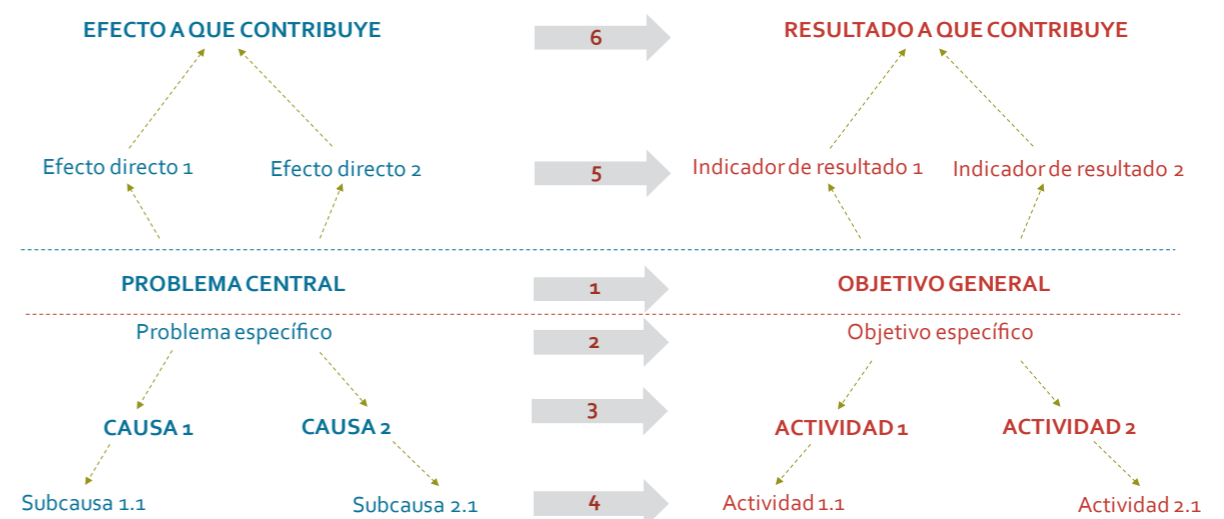 EFECTO A QUE CONTRIBUYE 6 RESULTADO A QUE CONTRIBUYE
Efecto directo 1 Efecto directo 2 5 Indicador de resultado 1 Indicador de resultado 2
PROBLEMA CENTRAL 1 OBJETIVO GENERAL
Problema específico 2 Objetivo específico
CAUSA 1 CAUSA 2 3 ACTIVIDAD 1 ACTIVIDAD 2
Subcausa 1.1 Subcausa 2.1 4 Actividad 1.1 Actividad 2.1